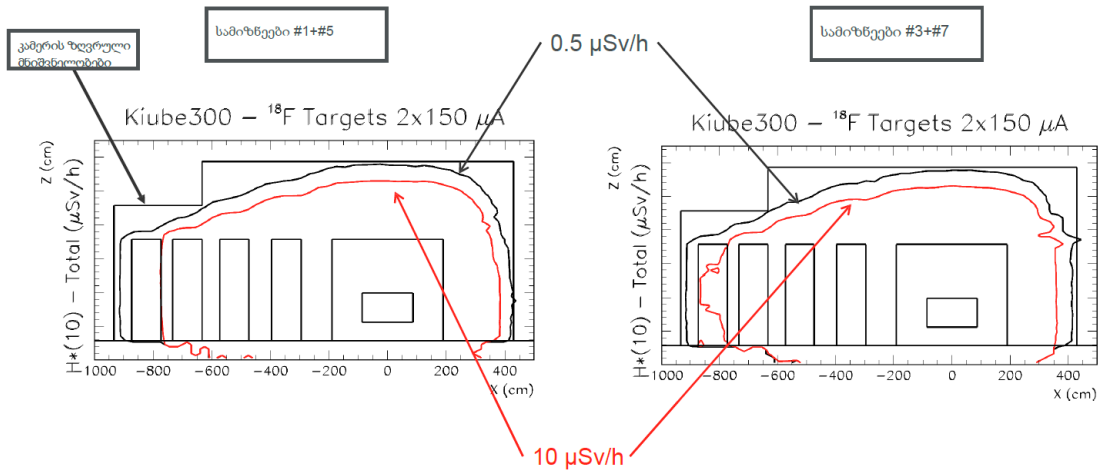 კამერის ზღვრული
მნიშვნელობები
სამიზნეები #1+#5
0.5 µSv/h
სამიზნეები #3+#7
Kiube300 – ¹⁸F Targets 2x150 µA
Z (cm)
H*(10) – Total (µSv/h)
1000 −800 −600 −400 −200 0 200 400
X (cm)
Kiube300 – ¹⁸F Targets 2x150 µA
Z (cm)
H*(10) – Total (µSv/h)
−1000 −800 −600 −400 −200 0 200 400
X (cm)
10 µSv/h